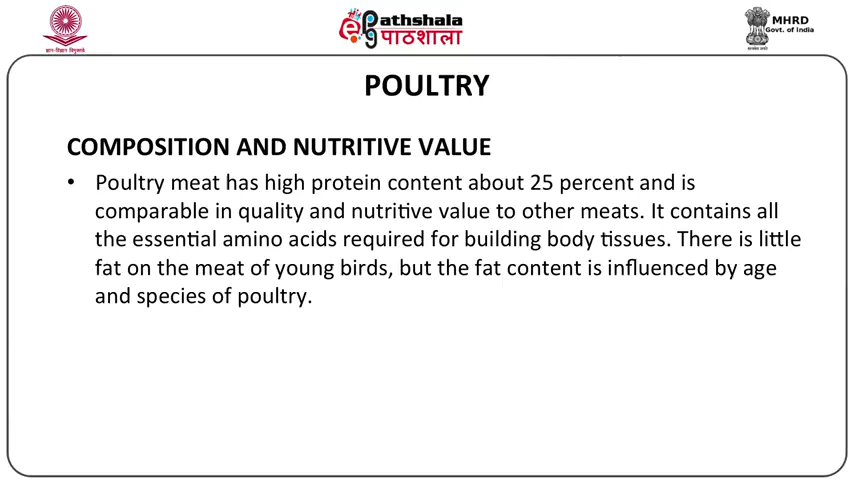 ज्ञान-विज्ञान विमुक्तये
ePathshala
पाठशाला
MHRD
Govt. of India
POULTRY
COMPOSITION AND NUTRITIVE VALUE
• Poultry meat has high protein content about 25 percent and is
comparable in quality and nutritive value to other meats. It contains all
the essential amino acids required for building body tissues. There is little
fat on the meat of young birds, but the fat content is influenced by age
and species of poultry.